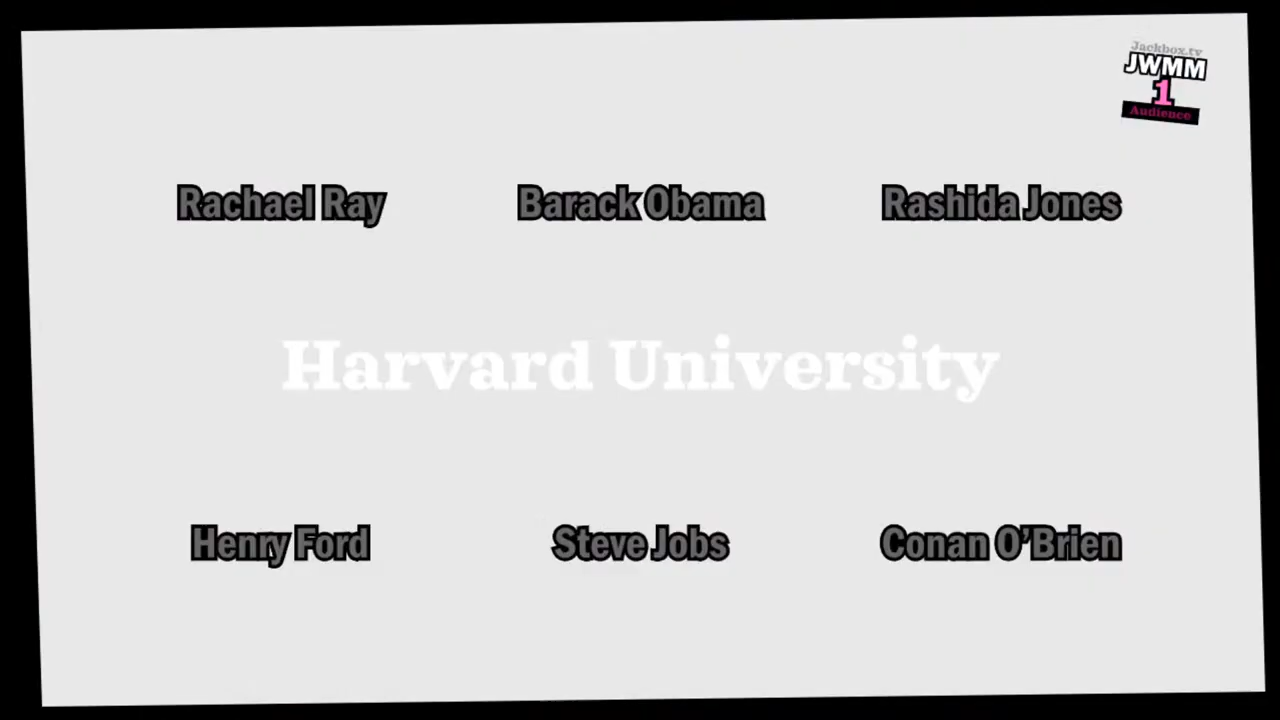 Jackbox.tv
JWMM
1
Audience
Rachael Ray
Barack Obama
Rashida Jones
Harvard University
Henry Ford
Steve Jobs
Conan O'Brien